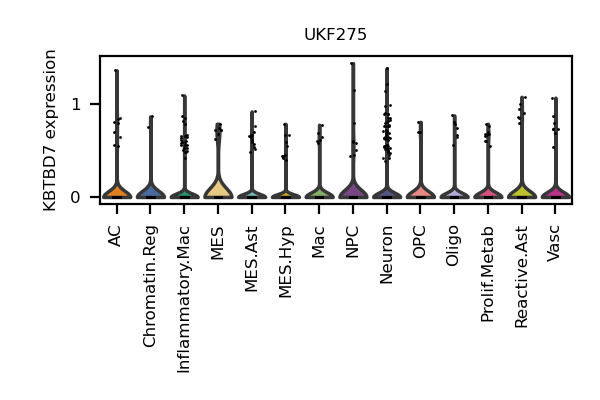 UKF275
KBTBD7 expression
1
0
AC
Chromatin.Reg
Inflammatory.Mac
MES
MES.Ast
MES.Hyp
Mac
NPC
Neuron
OPC
Oligo
Prolif.Metab
Reactive.Ast
Vasc